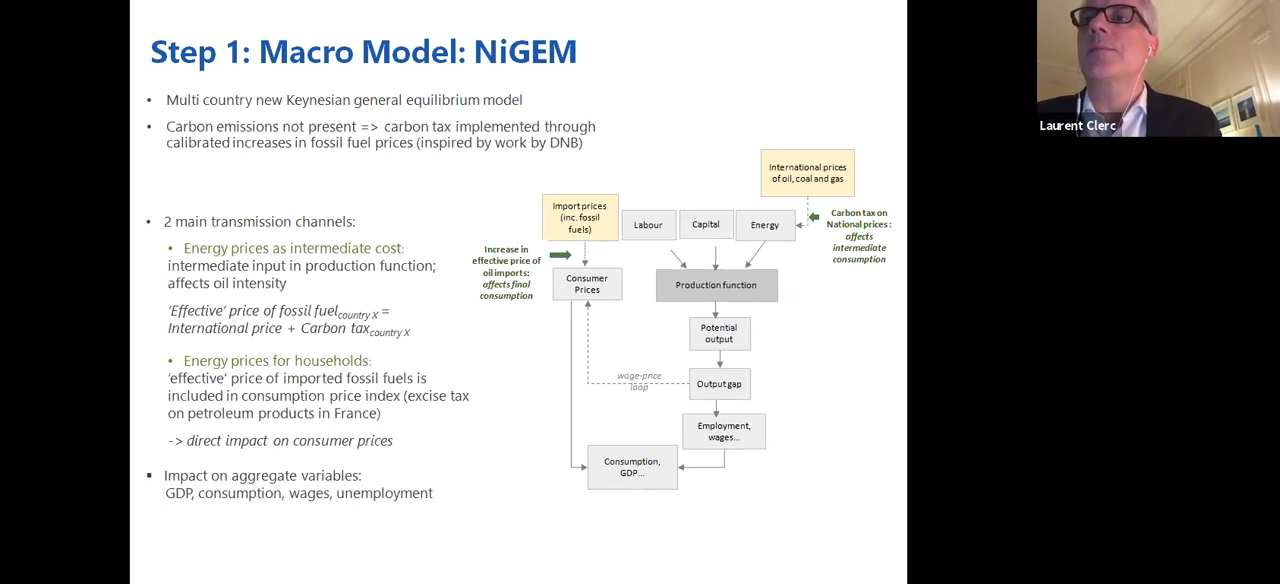 Step 1: Macro Model: NiGEM
• Multi country new Keynesian general equilibrium model
• Carbon emissions not present => carbon tax implemented through
calibrated increases in fossil fuel prices (inspired by work by DNB)
• 2 main transmission channels:
• Energy prices as intermediate cost:
intermediate input in production function;
affects oil intensity
‘Effective’ price of fossil fuel country X =
International price + Carbon tax country X
• Energy prices for households:
‘effective’ price of imported fossil fuels is
included in consumption price index (excise tax
on petroleum products in France)
-> direct impact on consumer prices
▪ Impact on aggregate variables:
GDP, consumption, wages, unemployment
International prices
of oil, coal and gas
Import prices
(inc. fossil
fuels)
Labour
Capital
Energy
Carbon tax on
National prices :
affects
intermediate
consumption
Increase in
effective price of
oil imports:
affects final
consumption
Consumer
Prices
Production function
Potential
output
wage-price
loop
Output gap
Employment,
wages...
Consumption,
GDP...
Laurent Clerc